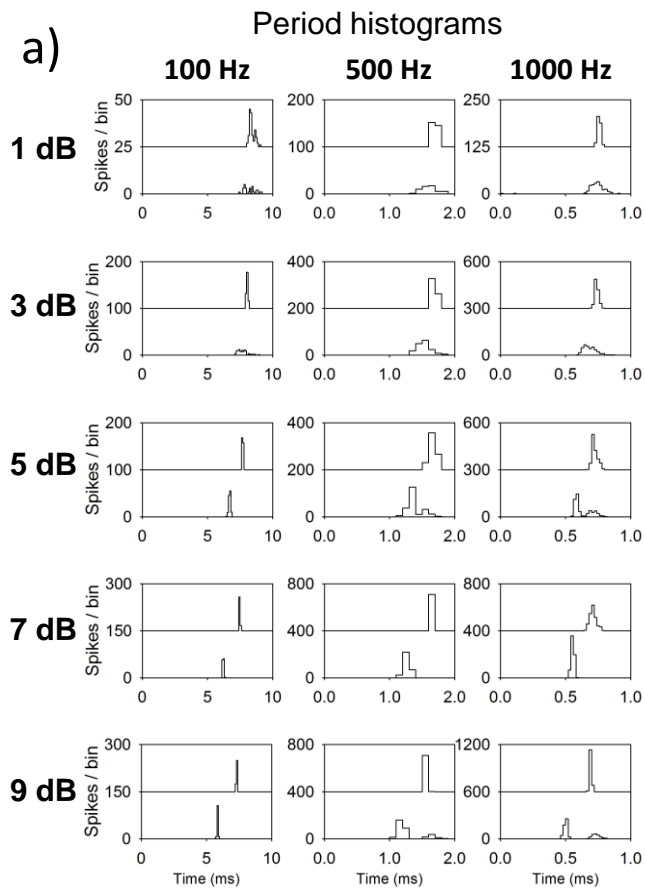 Period histograms
a)
100 Hz 500 Hz 1000 Hz
1 dB
Spikes / bin
50 25 0
0 5 10
200 100 0
0.0 1.0 2.0
250 125 0
0.0 0.5 1.0
3 dB
Spikes / bin
200 100 0
0 5 10
400 200 0
0.0 1.0 2.0
600 300 0
0.0 0.5 1.0
5 dB
Spikes / bin
200 100 0
0 5 10
400 200 0
0.0 1.0 2.0
600 300 0
0.0 0.5 1.0
7 dB
Spikes / bin
300 150 0
0 5 10
800 400 0
0.0 1.0 2.0
800 400 0
0.0 0.5 1.0
9 dB
Spikes / bin
300 150 0
0 5 10
800 400 0
0.0 1.0 2.0
1200 600 0
0.0 0.5 1.0
Time (ms) Time (ms) Time (ms)